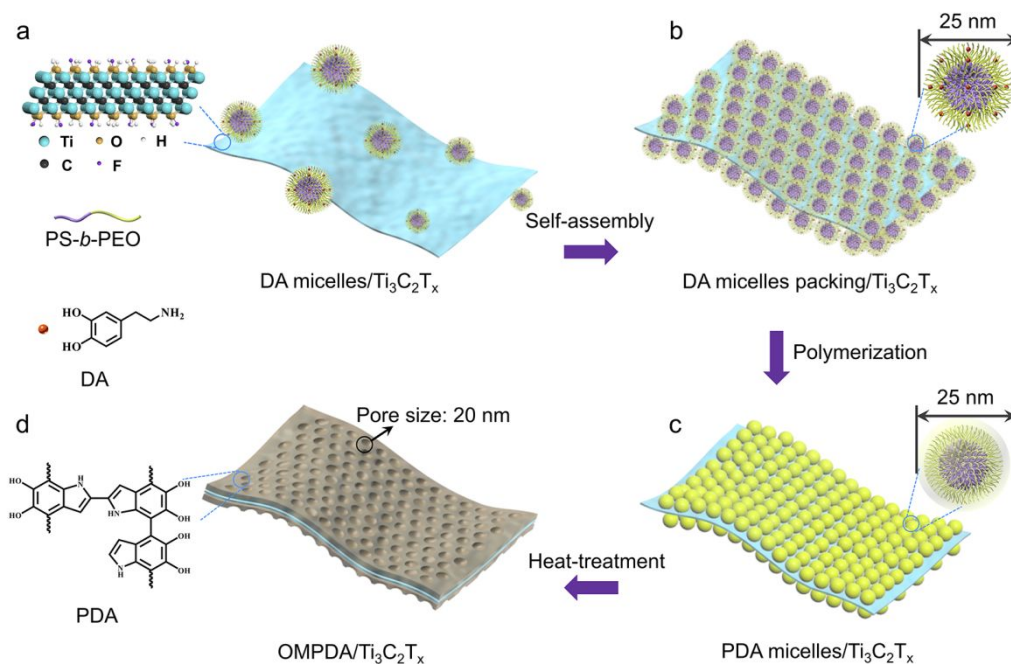 a
Ti O H
C F
PS-b-PEO
HO
HO
NH₂
DA
DA micelles/Ti₃C₂Tₓ
Self-assembly
b
25 nm
DA micelles packing/Ti₃C₂Tₓ
Polymerization
c
25 nm
PDA micelles/Ti₃C₂Tₓ
Heat-treatment
d
Pore size: 20 nm
HO
HO
H
N
HN
OH
OH
OH
OH
N
H
PDA
OMPDA/Ti₃C₂Tₓ